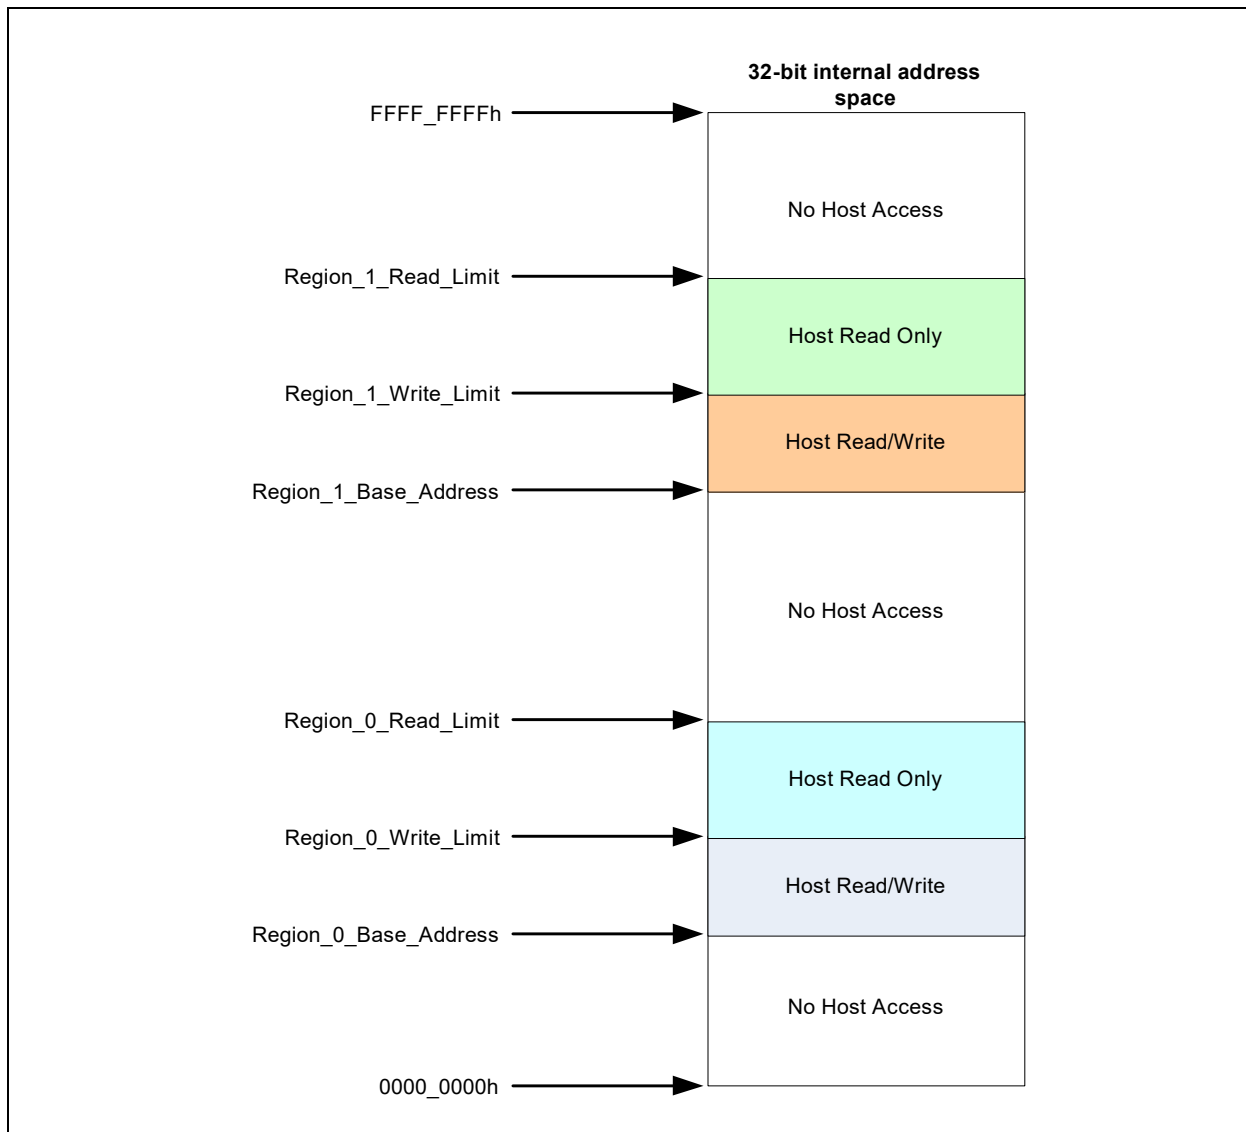 32-bit internal address
space
FFFF_FFFFh
No Host Access
Region_1_Read_Limit
Host Read Only
Region_1_Write_Limit
Host Read/Write
Region_1_Base_Address
No Host Access
Region_0_Read_Limit
Host Read Only
Region_0_Write_Limit
Host Read/Write
Region_0_Base_Address
No Host Access
0000_0000h